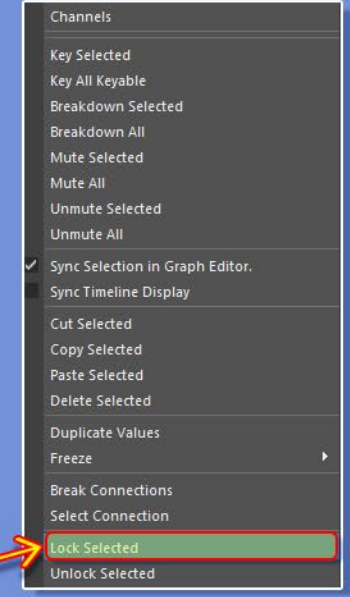 Channels
Key Selected
Key All Keyable
Breakdown Selected
Breakdown All
Mute Selected
Mute All
Unmute Selected
Unmute All
Sync Selection in Graph Editor.
Sync Timeline Display
Cut Selected
Copy Selected
Paste Selected
Delete Selected
Duplicate Values
Freeze
Break Connections
Select Connection
Lock Selected
Unlock Selected